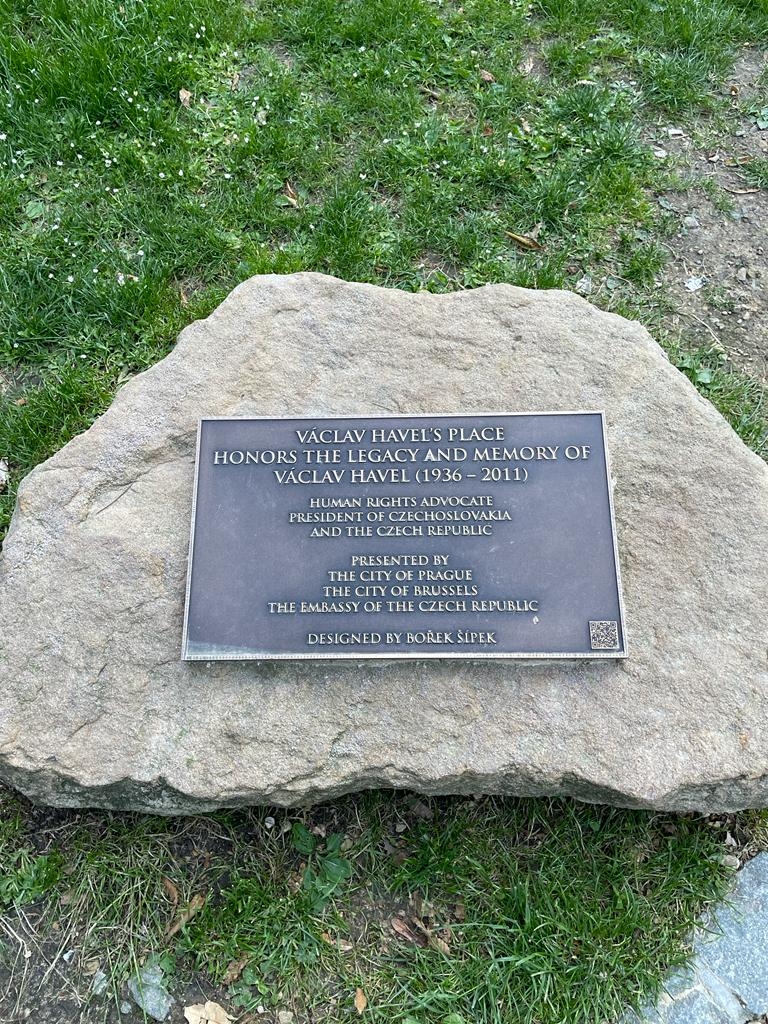 VÁCLAV HAVEL'S PLACE
HONORS THE LEGACY AND MEMORY OF
VÁCLAV HAVEL (1936 – 2011)
HUMAN RIGHTS ADVOCATE
PRESIDENT OF CZECHOSLOVAKIA
AND THE CZECH REPUBLIC
PRESENTED BY
THE CITY OF PRAGUE
THE CITY OF BRUSSELS
THE EMBASSY OF THE CZECH REPUBLIC
DESIGNED BY BOŘEK ŠÍPEK